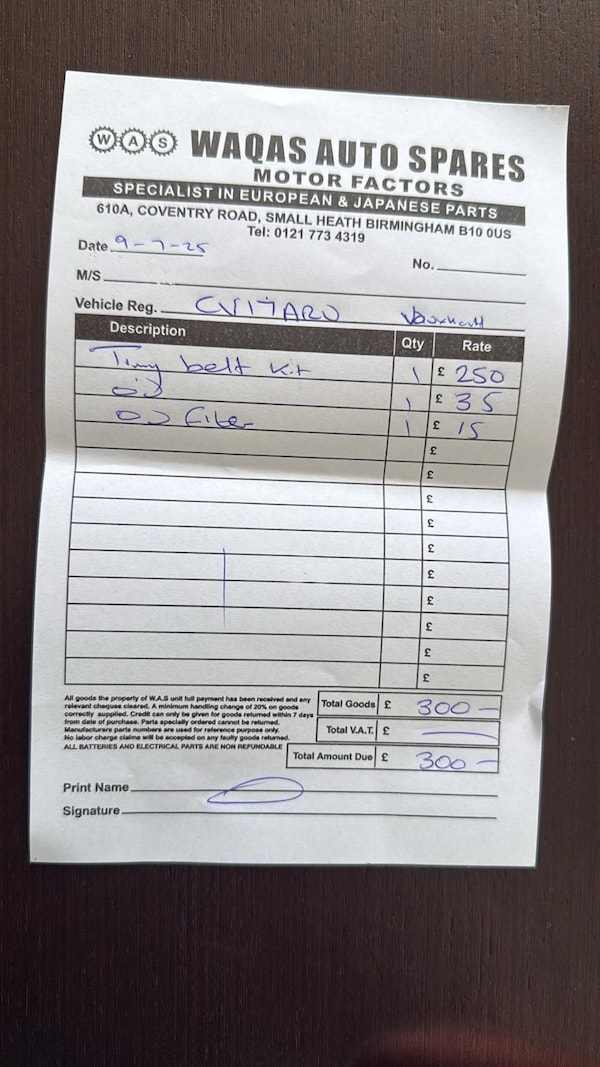 W A S WAQAS AUTO SPARES
MOTOR FACTORS
SPECIALIST IN EUROPEAN & JAPANESE PARTS
610A, COVENTRY ROAD, SMALL HEATH BIRMINGHAM B10 0US
Tel: 0121 773 4319
Date 9-7-25
No.
M/S
Vehicle Reg. CV17ARU Vauxhall
Description Qty Rate
Timy belt kit 1 £ 250
oil 1 £ 35
oil filter 1 £ 15
£
£
£
£
£
£
£
£
£
£
All goods the property of W.A.S unit full payment has been received and any
relevant cheques cleared. A minimum handling change of 20% on goods
correctly supplied. Credit can only be given for goods returned within 7 days
from date of purchase. Parts specially ordered cannot be returned.
Manufacturers parts numbers are used for reference purpose only.
No labor charge claims will be accepted on any faulty goods returned.
ALL BATTERIES AND ELECTRICAL PARTS ARE NON REFUNDABLE
Total Goods £ 300 -
Total V.A.T. £ —
Total Amount Due £ 300 -
Print Name
Signature